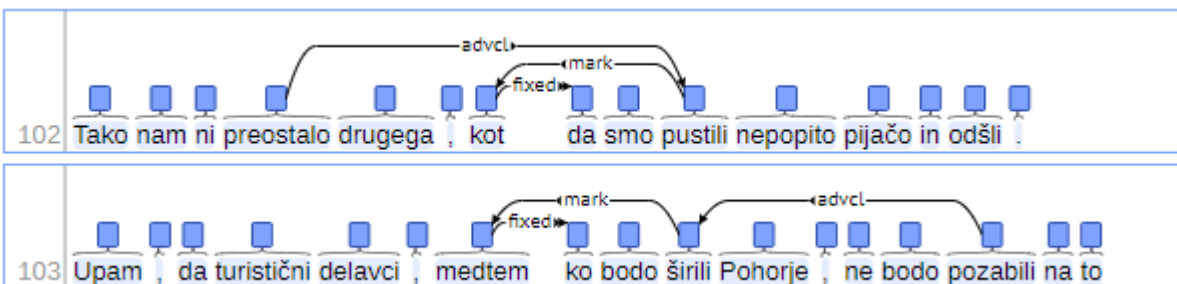 advcl
mark
fixed
102 Tako nam ni preostalo drugega , kot da smo pustili nepopito pijačo in odšli .
mark advcl
fixed
103 Upam , da turistični delavci , medtem ko bodo širili Pohorje , ne bodo pozabili na to